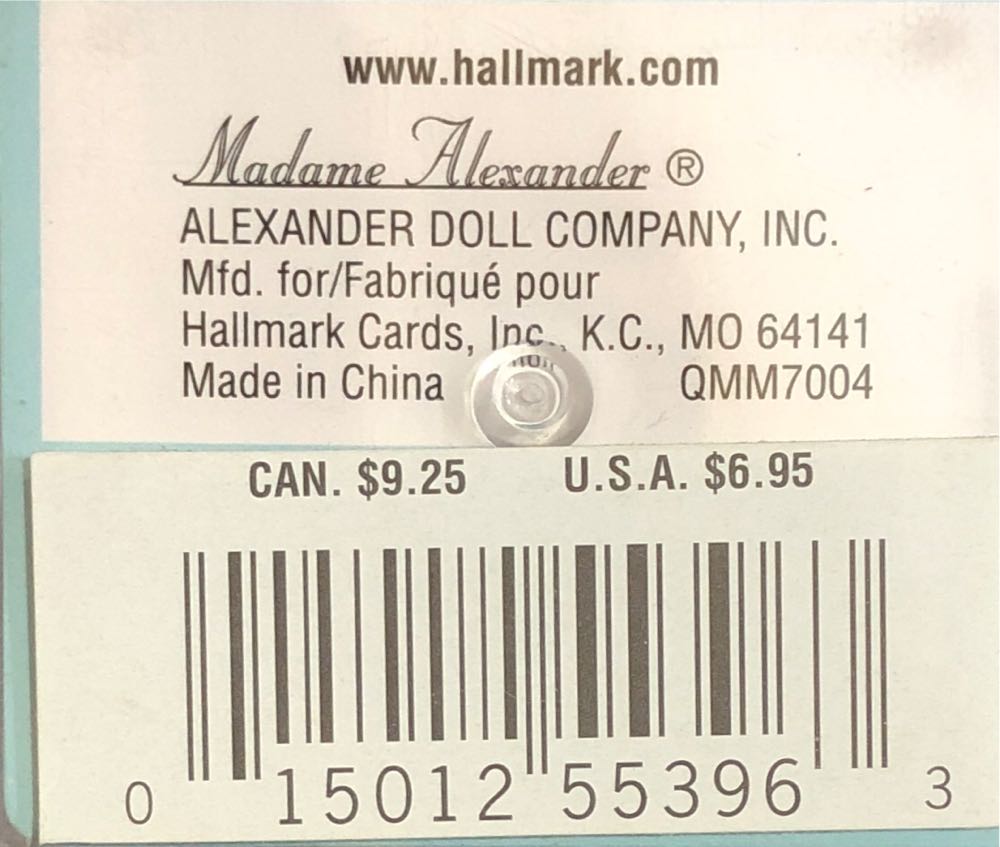 www.hallmark.com
Madame Alexander ®
ALEXANDER DOLL COMPANY, INC.
Mfd. for/Fabriqué pour
Hallmark Cards, Inc., K.C., MO 64141
Made in China QMM7004
CAN. $9.25 U.S.A. $6.95
0 15012 55396 3